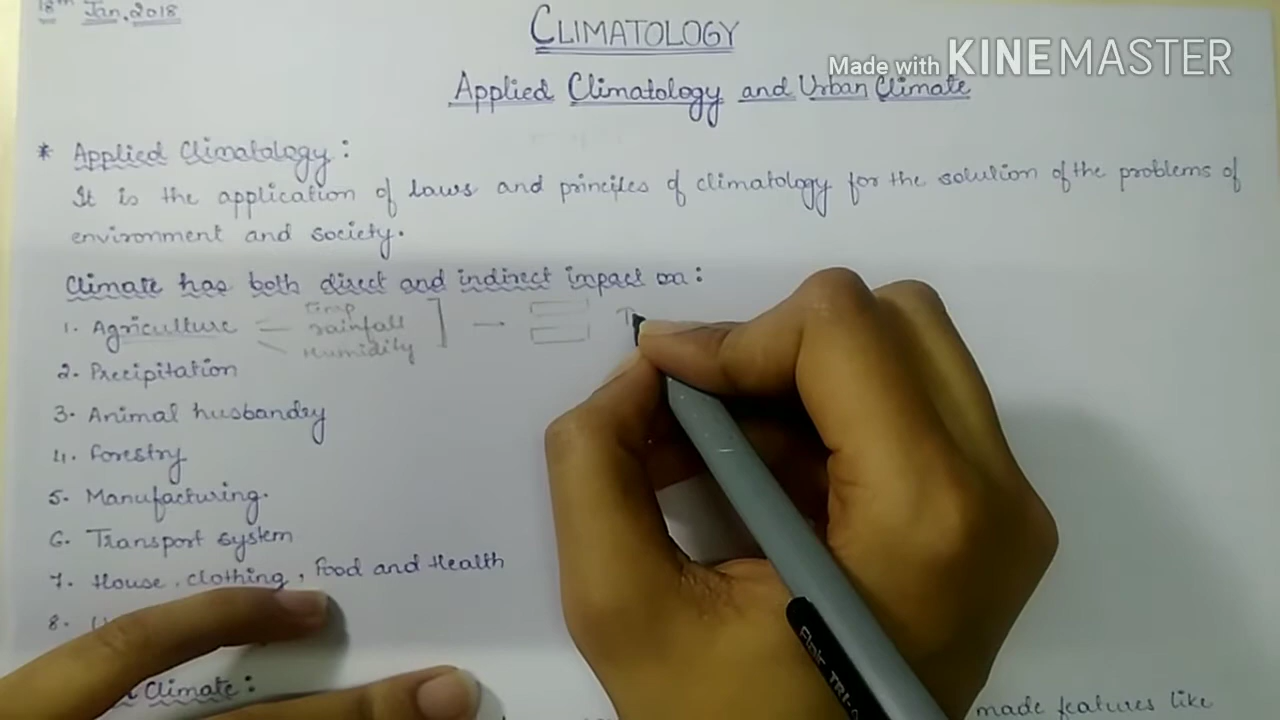 18th Jan, 2018
CLIMATOLOGY
Made with KINEMASTER
Applied Climatology and Urban Climate
* Applied Climatology:
It is the application of laws and principles of climatology for the solution of the problems of
environment and society.
Climate has both direct and indirect impact on:
1. Agriculture
temp
rainfall
Humidity
2. Precipitation
3. Animal husbandry
4. Forestry
5. Manufacturing.
6. Transport system
7. House, clothing, Food and Health
8.
Climate:
made features like
Flair